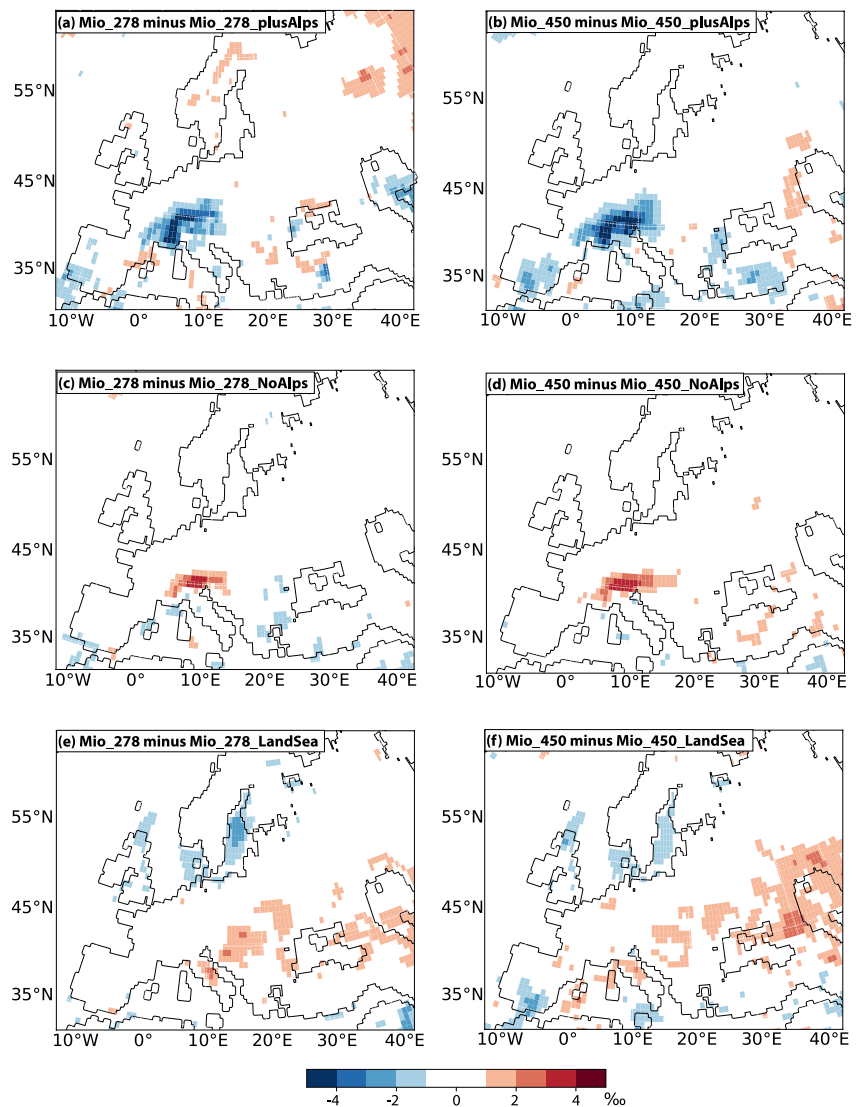 (a) Mio_278 minus Mio_278_plusAlps
(b) Mio_450 minus Mio_450_plusAlps
55°N
45°N
35°N
55°N
45°N
35°N
10°W 0° 10°E 20°E 30°E 40°E
10°W 0° 10°E 20°E 30°E 40°E
(c) Mio_278 minus Mio_278_NoAlps
(d) Mio_450 minus Mio_450_NoAlps
55°N
45°N
35°N
55°N
45°N
35°N
10°W 0° 10°E 20°E 30°E 40°E
10°W 0° 10°E 20°E 30°E 40°E
(e) Mio_278 minus Mio_278_LandSea
(f) Mio_450 minus Mio_450_LandSea
55°N
45°N
35°N
55°N
45°N
35°N
10°W 0° 10°E 20°E 30°E 40°E
10°W 0° 10°E 20°E 30°E 40°E
-4 -2 0 2 4 ‰